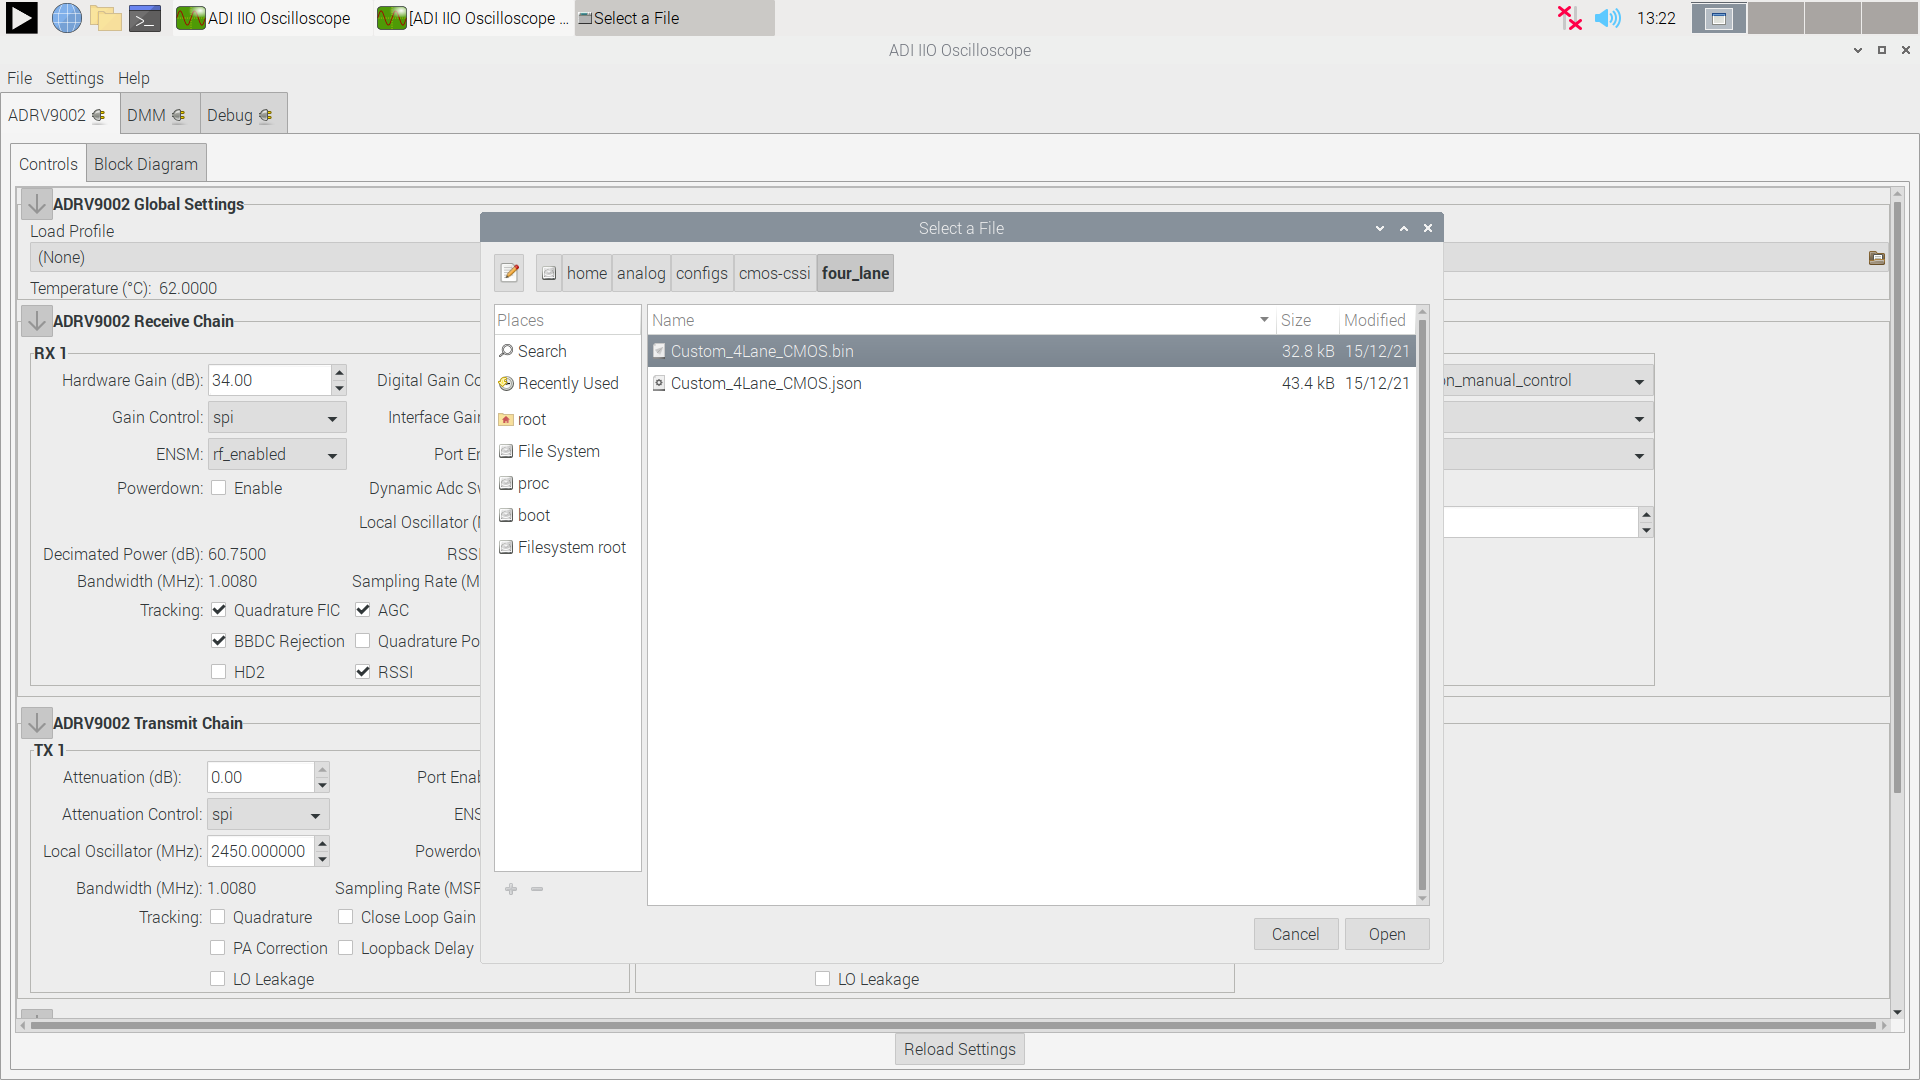 ADI IIO Oscilloscope
[ADI IIO Oscilloscope ...
Select a File
13:22
ADI IIO Oscilloscope
File Settings Help
ADRV9002 DMM Debug
Controls Block Diagram
ADRV9002 Global Settings
Load Profile
(None)
Temperature (°C): 62.0000
ADRV9002 Receive Chain
RX 1
Hardware Gain (dB): 34.00 Digital Gain Co
Gain Control: spi Interface Gai
ENSM: rf_enabled Port E
Powerdown: Enable Dynamic Adc Sw
Local Oscillator (
Decimated Power (dB): 60.7500 RSSI
Bandwidth (MHz): 1.0080 Sampling Rate (M
Tracking: Quadrature FIC AGC
BBDC Rejection Quadrature Po
HD2 RSSI
ADRV9002 Transmit Chain
TX 1
Attenuation (dB): 0.00 Port Enab
Attenuation Control: spi ENS
Local Oscillator (MHz): 2450.000000 Powerdow
Bandwidth (MHz): 1.0080 Sampling Rate (MSP
Tracking: Quadrature Close Loop Gain
PA Correction Loopback Delay
LO Leakage
LO Leakage
on_manual_control
Select a File
home analog configs cmos-cssi four_lane
Places
Search
Recently Used
root
File System
proc
boot
Filesystem root
Name Size Modified
Custom_4Lane_CMOS.bin 32.8 kB 15/12/21
Custom_4Lane_CMOS.json 43.4 kB 15/12/21
Cancel Open
Reload Settings